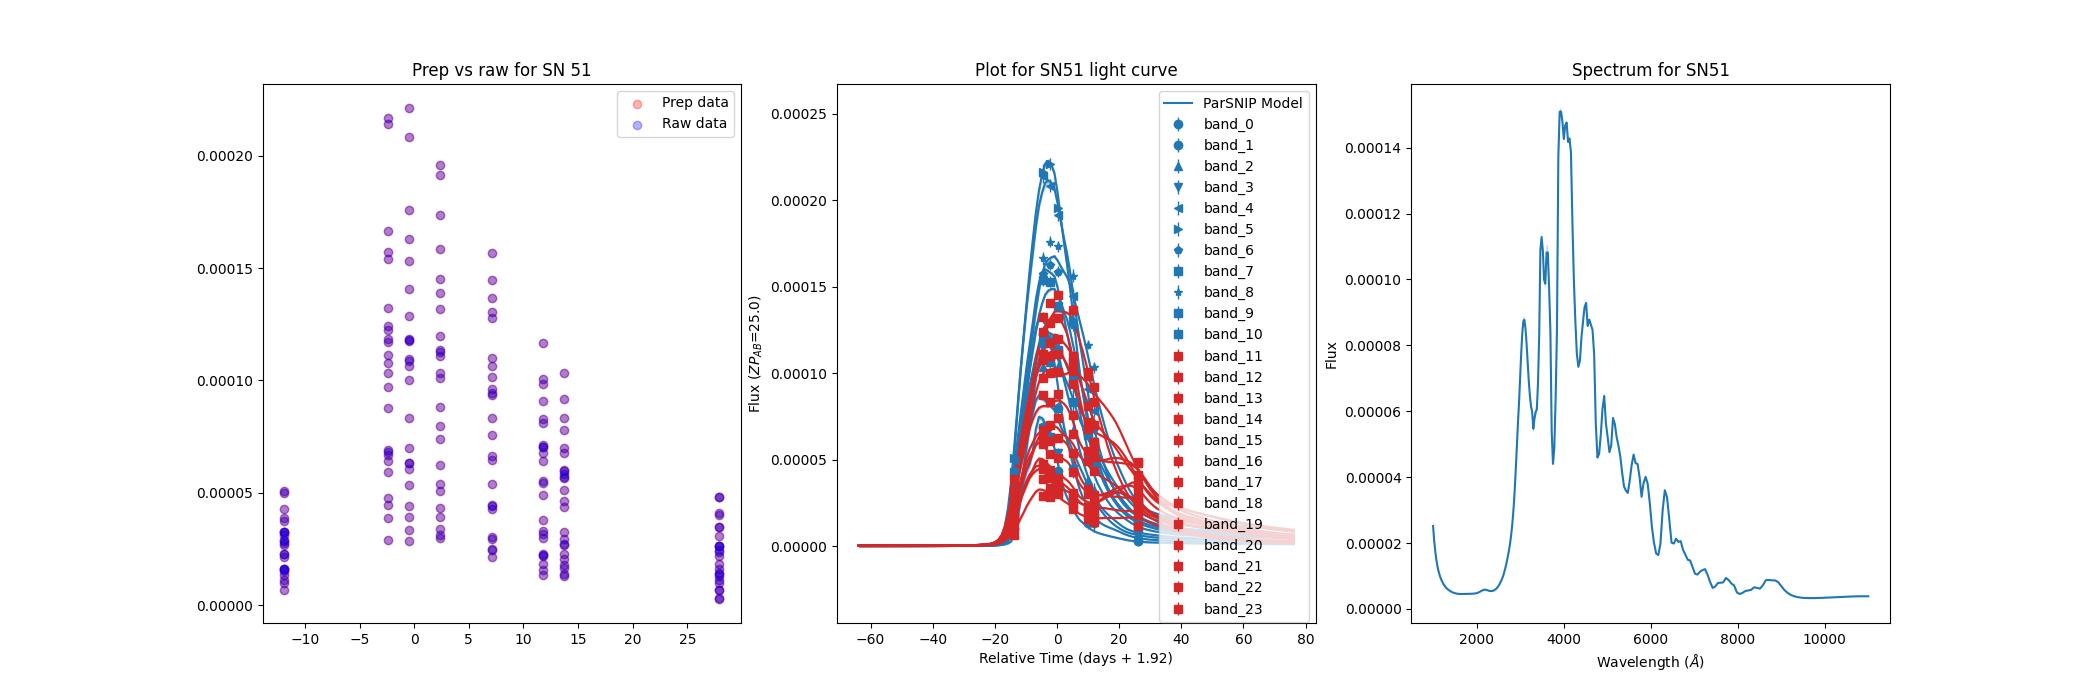 Prep vs raw for SN 51
Prep data
Raw data
0.00020
0.00015
0.00010
0.00005
0.00000
−10 −5 0 5 10 15 20 25
Plot for SN51 light curve
Flux (ZP_AB=25.0)
0.00025
0.00020
0.00015
0.00010
0.00005
0.00000
ParSNIP Model
band_0
band_1
band_2
band_3
band_4
band_5
band_6
band_7
band_8
band_9
band_10
band_11
band_12
band_13
band_14
band_15
band_16
band_17
band_18
band_19
band_20
band_21
band_22
band_23
−60 −40 −20 0 20 40 60 80
Relative Time (days + 1.92)
Spectrum for SN51
Flux
0.00014
0.00012
0.00010
0.00008
0.00006
0.00004
0.00002
0.00000
2000 4000 6000 8000 10000
Wavelength (Å)